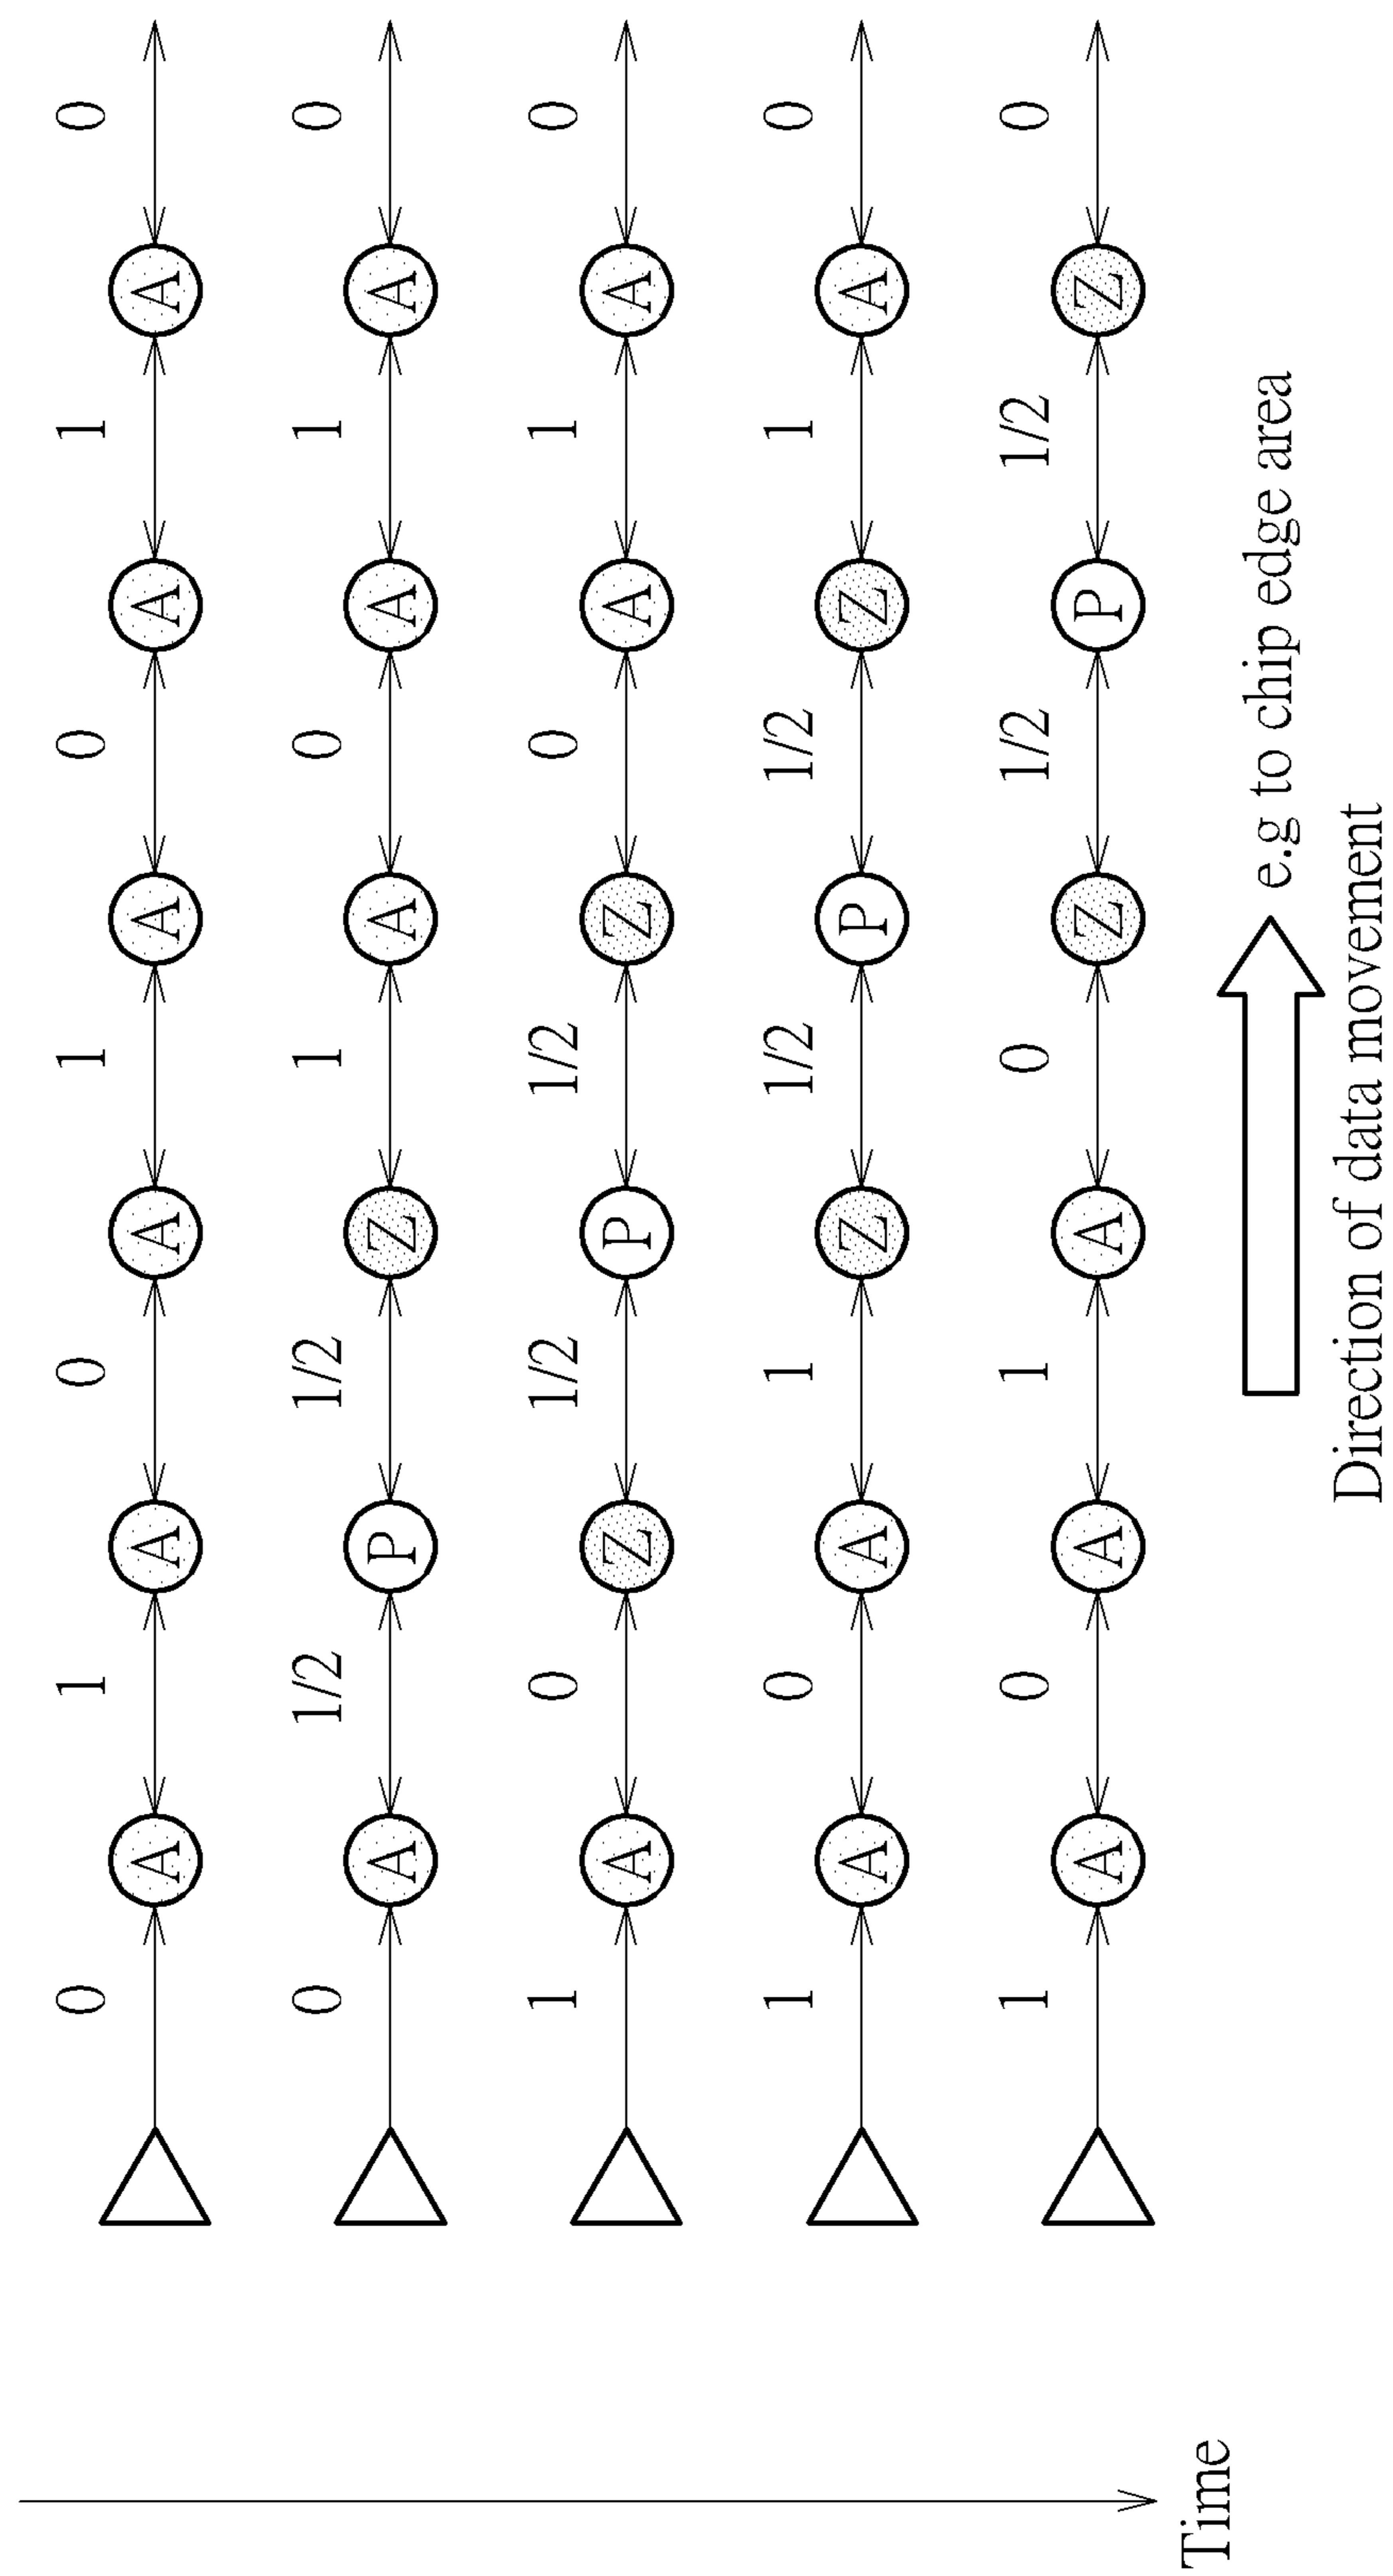 0 1 0 1 0 1 0
A A A A A A
0 1/2 1/2 1 0 1 0
A P Z A A A
1 0 1/2 1/2 0 1 0
A Z P Z A A
1 0 1 1/2 1/2 1 0
A A Z P Z A
1 0 1 0 1/2 1/2 0
A A A Z P Z
Time
e.g to chip edge area
Direction of data movement